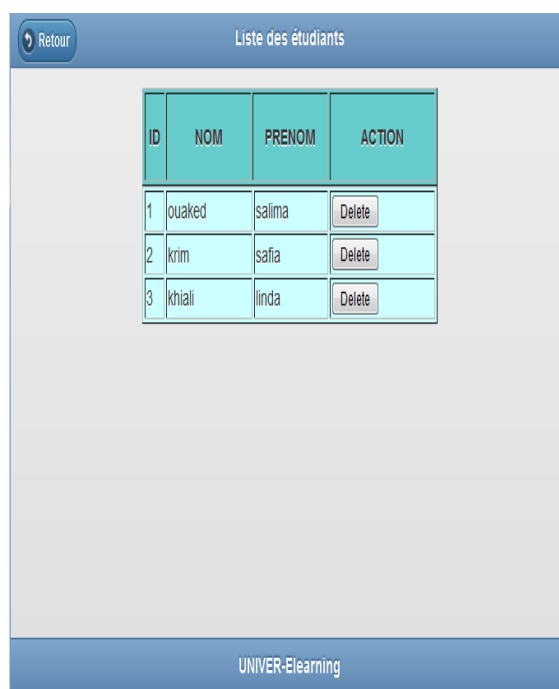 Retour Liste des étudiants
ID NOM PRENOM ACTION
1 ouaked salima Delete
2 krim safia Delete
3 khiali linda Delete
UNIVER-Elearning